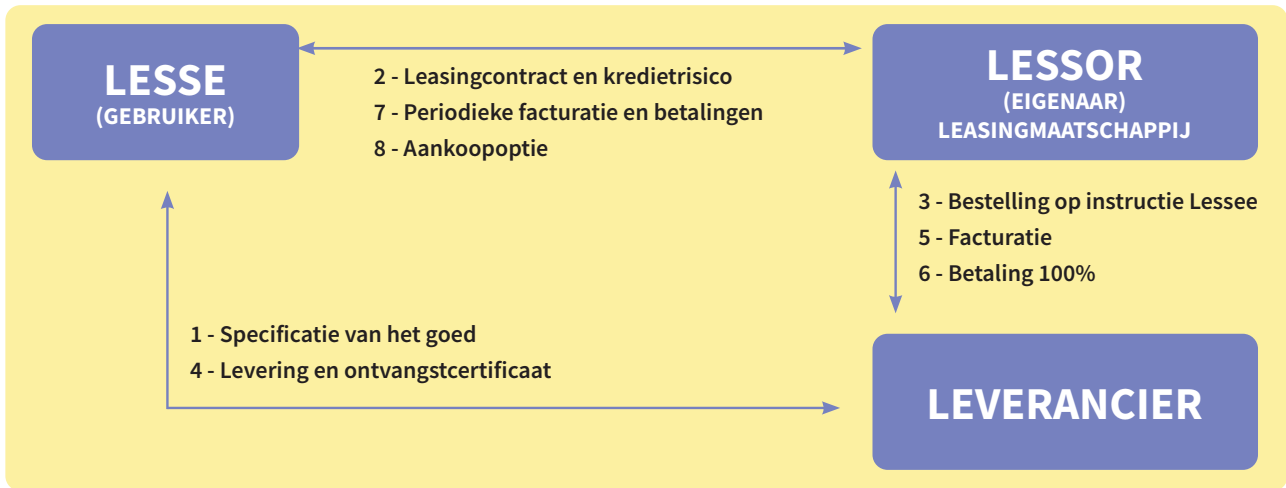 LESSE
(GEBRUIKER)
2 - Leasingcontract en kredietrisico
7 - Periodieke facturatie en betalingen
8 - Aankoopoptie
LESSOR
(EIGENAAR)
LEASINGMAATSCHAPPIJ
3 - Bestelling op instructie Lessee
5 - Facturatie
6 - Betaling 100%
1 - Specificatie van het goed
4 - Levering en ontvangstcertificaat
LEVERANCIER